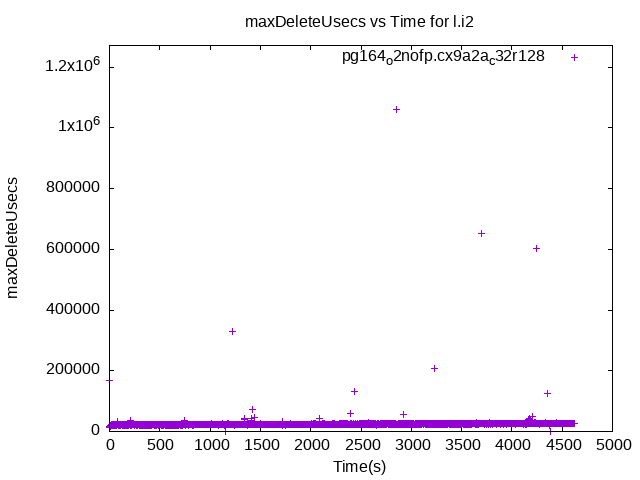 maxDeleteUsecs vs Time for l.i2
pg164o2nofp.cx9a2a_c32r128
1.2x10^6
1x10^6
800000
600000
400000
200000
0
maxDeleteUsecs
0 500 1000 1500 2000 2500 3000 3500 4000 4500 5000
Time(s)